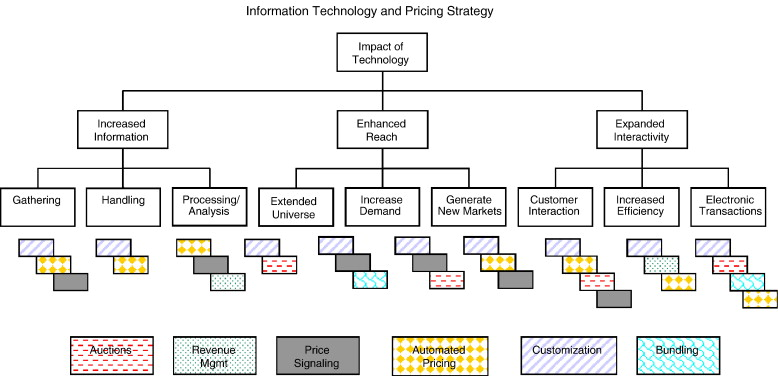 Information Technology and Pricing Strategy
Impact of
Technology
Increased
Information
Enhanced
Reach
Expanded
Interactivity
Gathering
Handling
Processing/
Analysis
Extended
Universe
Increase
Demand
Generate
New Markets
Customer
Interaction
Increased
Efficiency
Electronic
Transactions
Auctions
Revenue
Mgmt
Price
Signaling
Automated
Pricing
Customization
Bundling